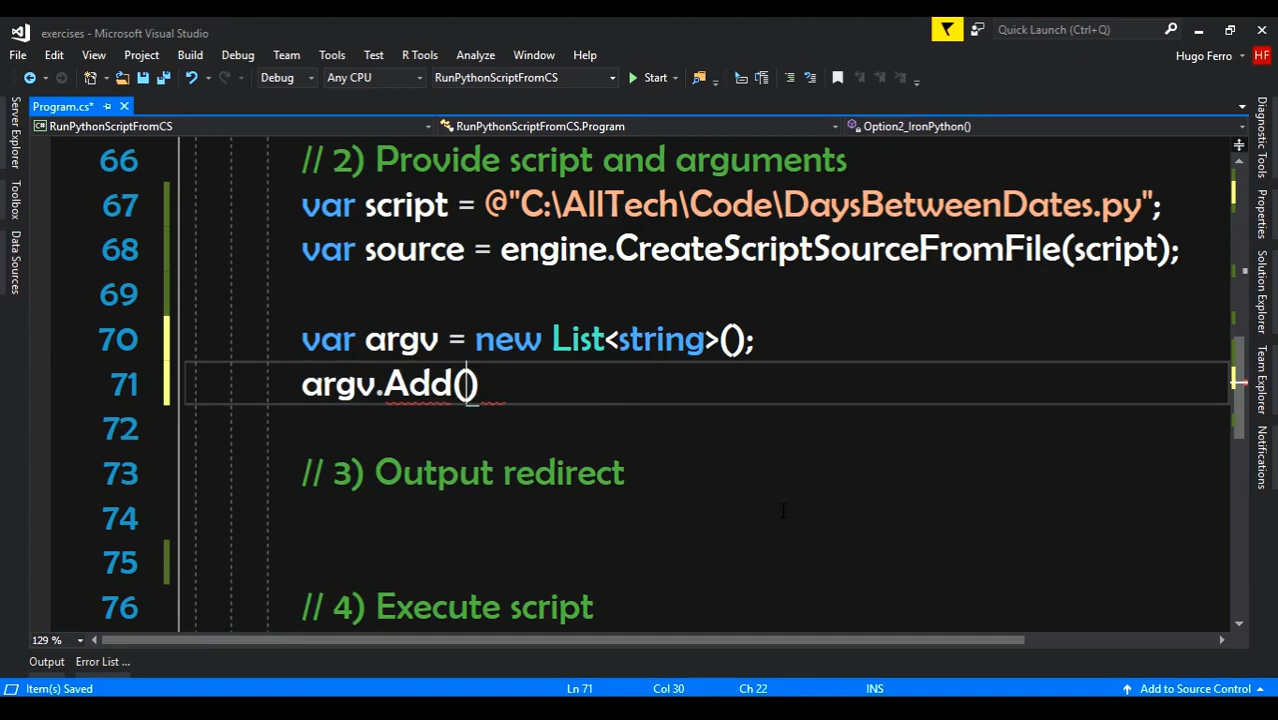 exercises - Microsoft Visual Studio
Quick Launch (Ctrl+Q)
File Edit View Project Build Debug Team Tools Test R Tools Analyze Window Help
Hugo Ferro HF
Debug Any CPU RunPythonScriptFromCS Start
Program.cs*
RunPythonScriptFromCS RunPythonScriptFromCS.Program Option2_IronPython()
Server Explorer
Toolbox
Data Sources
66 // 2) Provide script and arguments
67 var script = @"C:\AllTech\Code\DaysBetweenDates.py";
68 var source = engine.CreateScriptSourceFromFile(script);
69
70 var argv = new List<string>();
71 argv.Add()
72
73 // 3) Output redirect
74
75
76 // 4) Execute script
Diagnostic Tools
Properties
Solution Explorer
Team Explorer
Notifications
129 %
Output Error List ...
Item(s) Saved Ln 71 Col 30 Ch 22 INS Add to Source Control